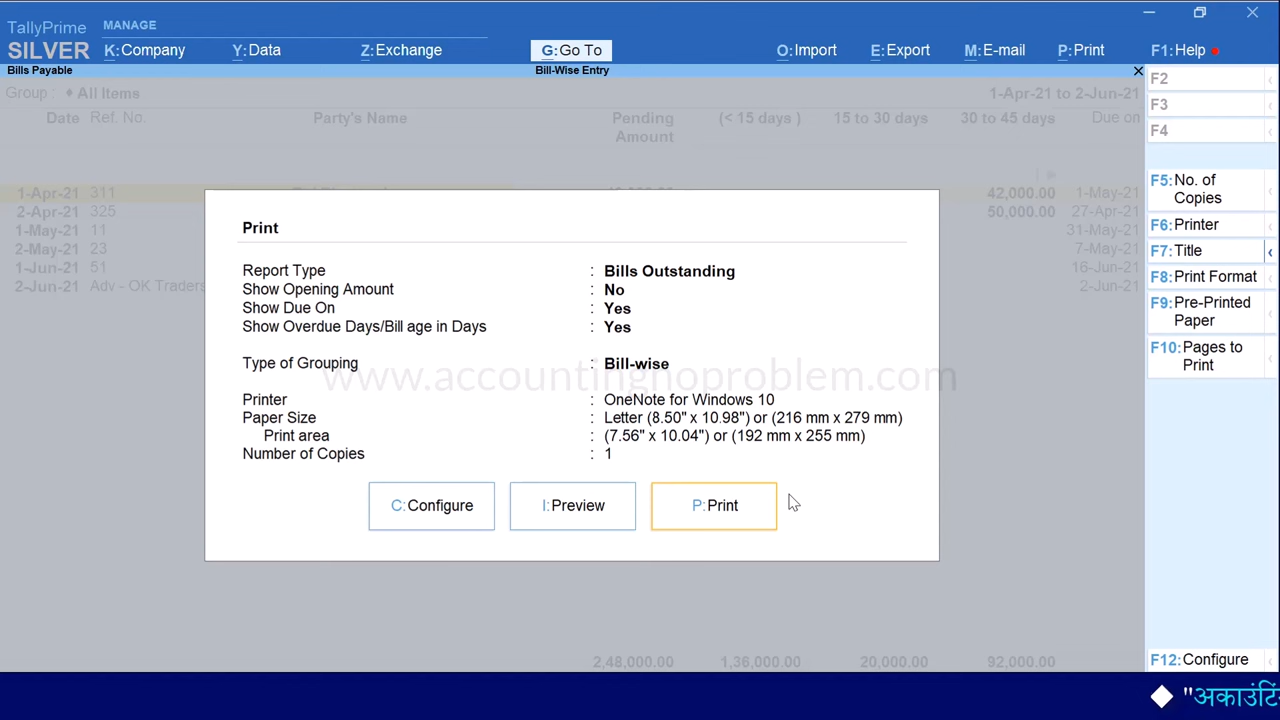 TallyPrime MANAGE
SILVER K:Company Y:Data Z:Exchange G:Go To O:Import E:Export M:E-mail P:Print F1:Help
Bills Payable Bill-Wise Entry
Group : ♦ All Items 1-Apr-21 to 2-Jun-21
Date Ref. No. Party's Name Pending Amount (< 15 days ) 15 to 30 days 30 to 45 days Due on
1-Apr-21 311 42,000.00 1-May-21
2-Apr-21 325 50,000.00 27-Apr-21
1-May-21 11 31-May-21
2-May-21 23 7-May-21
1-Jun-21 51 16-Jun-21
2-Jun-21 Adv - OK Traders 2-Jun-21
Print
Report Type : Bills Outstanding
Show Opening Amount : No
Show Due On : Yes
Show Overdue Days/Bill age in Days : Yes
Type of Grouping : Bill-wise
www.accountingnoproblem.com
Printer : OneNote for Windows 10
Paper Size : Letter (8.50" x 10.98") or (216 mm x 279 mm)
Print area : (7.56" x 10.04") or (192 mm x 255 mm)
Number of Copies : 1
C:Configure I:Preview P:Print
2,48,000.00 1,36,000.00 20,000.00 92,000.00
F2
F3
F4
F5:No. of
Copies
F6:Printer
F7:Title
F8:Print Format
F9:Pre-Printed
Paper
F10:Pages to
Print
F12:Configure
"अकाउंटिं